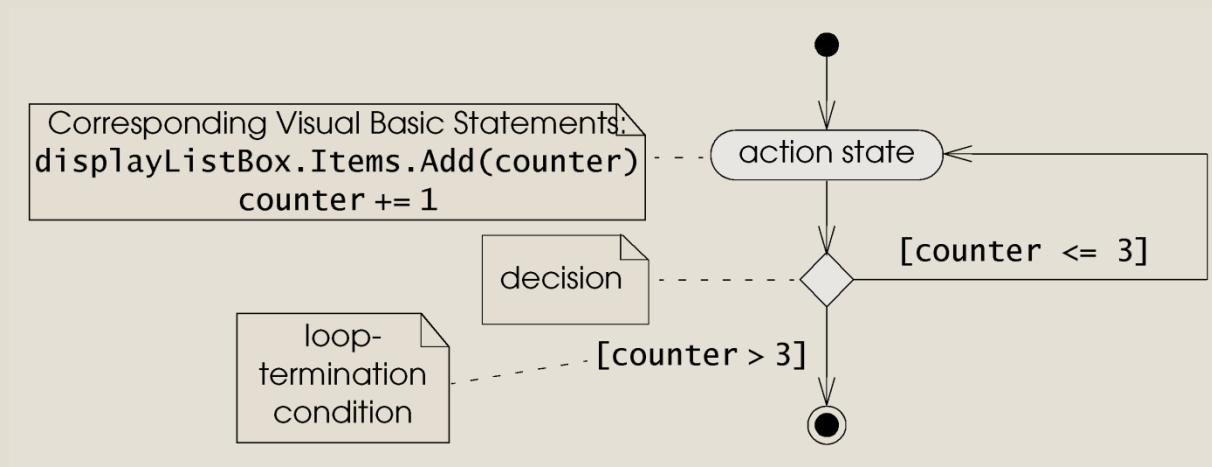 Corresponding Visual Basic Statements:
displayListBox.Items.Add(counter)
counter += 1
action state
[counter <= 3]
decision
[counter > 3]
loop-
termination
condition